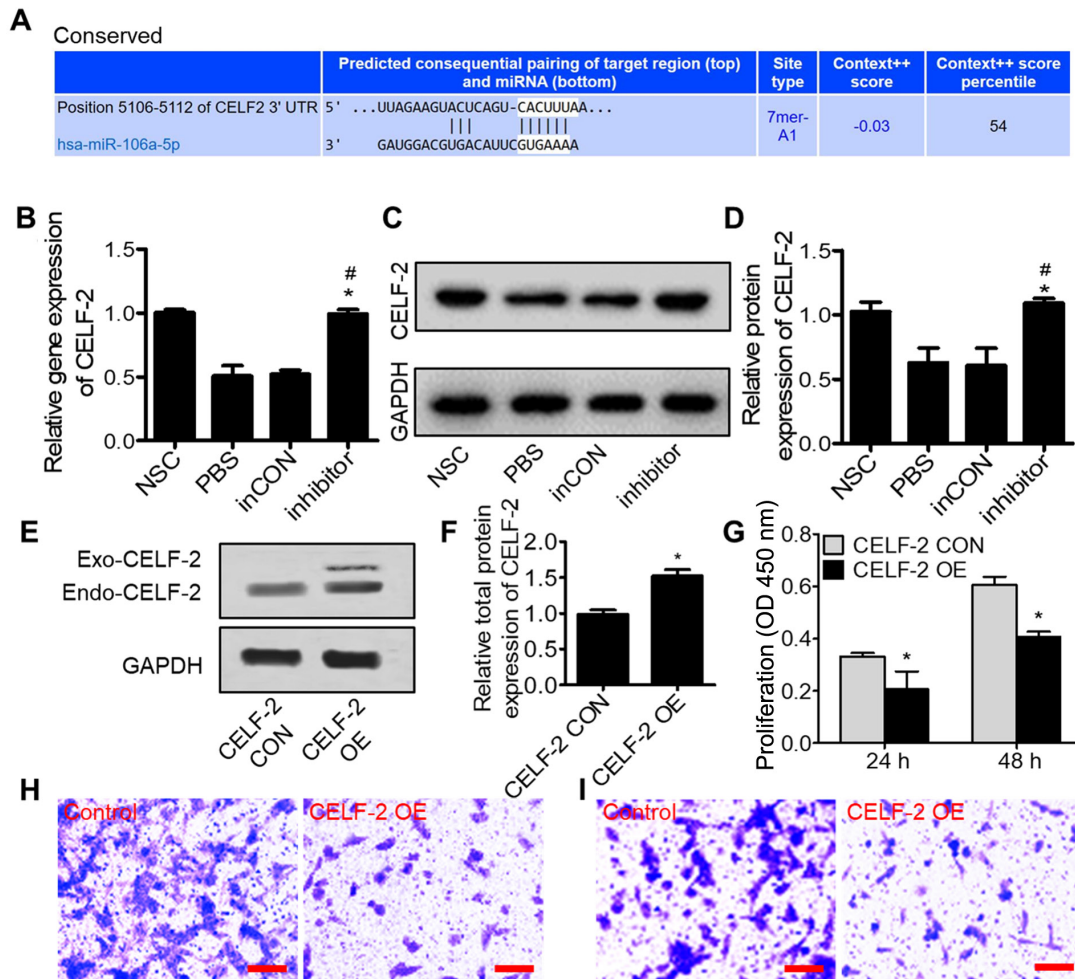 A
Conserved
Predicted consequential pairing of target region (top) and miRNA (bottom)
Site type
Context++ score
Context++ score percentile
Position 5106-5112 of CELF2 3' UTR
5' ...UUAGAAGUACUCAGU-CACUUUAA...
hsa-miR-106a-5p
3' GAUGGACGUGACAUUCGUGAAAA
7mer-A1
-0.03
54
B
Relative gene expression of CELF-2
1.5
1.0
0.5
0.0
NSC
PBS
inCON
inhibitor
#
*
C
CELF-2
GAPDH
NSC
PBS
inCON
inhibitor
D
Relative protein expression of CELF-2
1.5
1.0
0.5
0.0
NSC
PBS
inCON
inhibitor
#
*
E
Exo-CELF-2
Endo-CELF-2
GAPDH
CELF-2 CON
CELF-2 OE
F
Relative total protein expression of CELF-2
2.0
1.5
1.0
0.5
0.0
CELF-2 CON
CELF-2 OE
*
G
Proliferation (OD 450 nm)
0.8
0.6
0.4
0.2
0.0
CELF-2 CON
CELF-2 OE
*
*
24 h
48 h
H
Control
CELF-2 OE
I
Control
CELF-2 OE